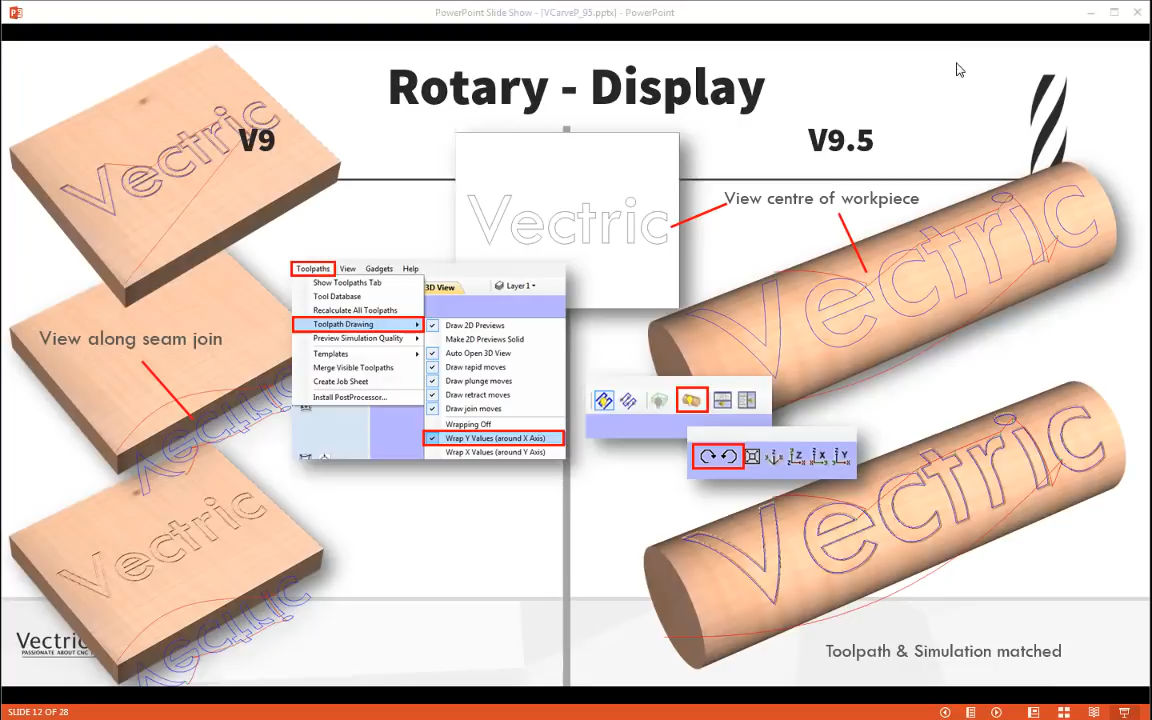 PowerPoint Slide Show - [VCarveP_95.pptx] - PowerPoint
Rotary - Display
V9
V9.5
Vectric
Vectric
View centre of workpiece
Vectric
Toolpaths View Gadgets Help
Show Toolpaths Tab
Tool Database
Recalculate All Toolpaths
Toolpath Drawing
Preview Simulation Quality
Templates
Merge Visible Toolpaths
Create Job Sheet
Install PostProcessor...
3D View
Layer 1
Draw 2D Previews
Make 2D Previews Solid
Auto Open 3D View
Draw rapid moves
Draw plunge moves
Draw retract moves
Draw join moves
Wrapping Off
Wrap Y Values (around X Axis)
Wrap X Values (around Y Axis)
View along seam join
Vectric
Z
X
Y
Vectric
Vectric
Vectric
Vectric
PASSIONATE ABOUT CNC
Toolpath & Simulation matched
SLIDE 12 OF 28